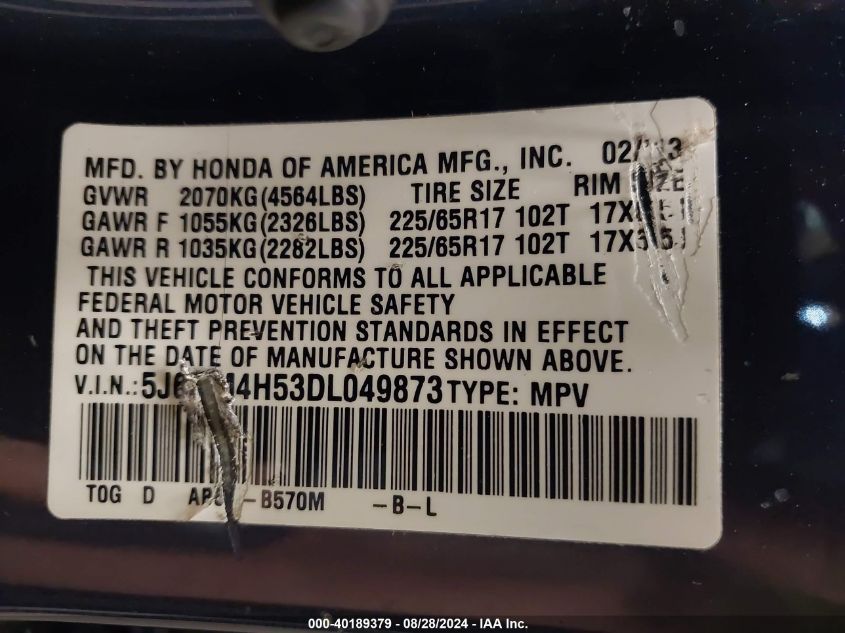 MFD. BY HONDA OF AMERICA MFG., INC.
GVWR 2070KG(4564LBS) TIRE SIZE RIM
GAWR F 1055KG(2326LBS) 225/65R17 102T
GAWR R 1035KG(2282LBS) 225/65R17 102T
THIS VEHICLE CONFORMS TO ALL APPLICABLE
FEDERAL MOTOR VEHICLE SAFETY
AND THEFT PREVENTION STANDARDS IN EFFECT
ON THE DATE OF MANUFACTURE SHOWN ABOVE.
V.I.N.: TYPE: MPV
TOG D -B570M -B-L
000-40189379 - 08/28/2024 - IAA Inc.